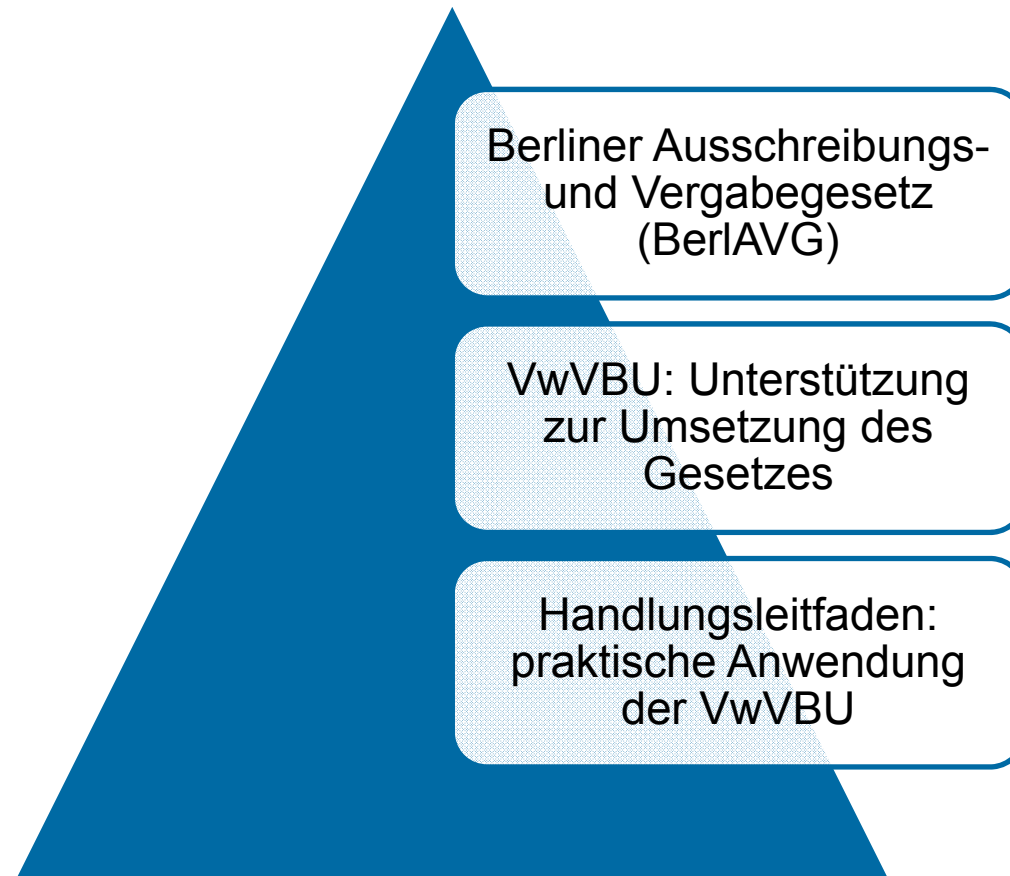 Berliner Ausschreibungs-
und Vergabegesetz
(BerlAVG)
VwVBU: Unterstützung
zur Umsetzung des
Gesetzes
Handlungsleitfaden:
praktische Anwendung
der VwVBU